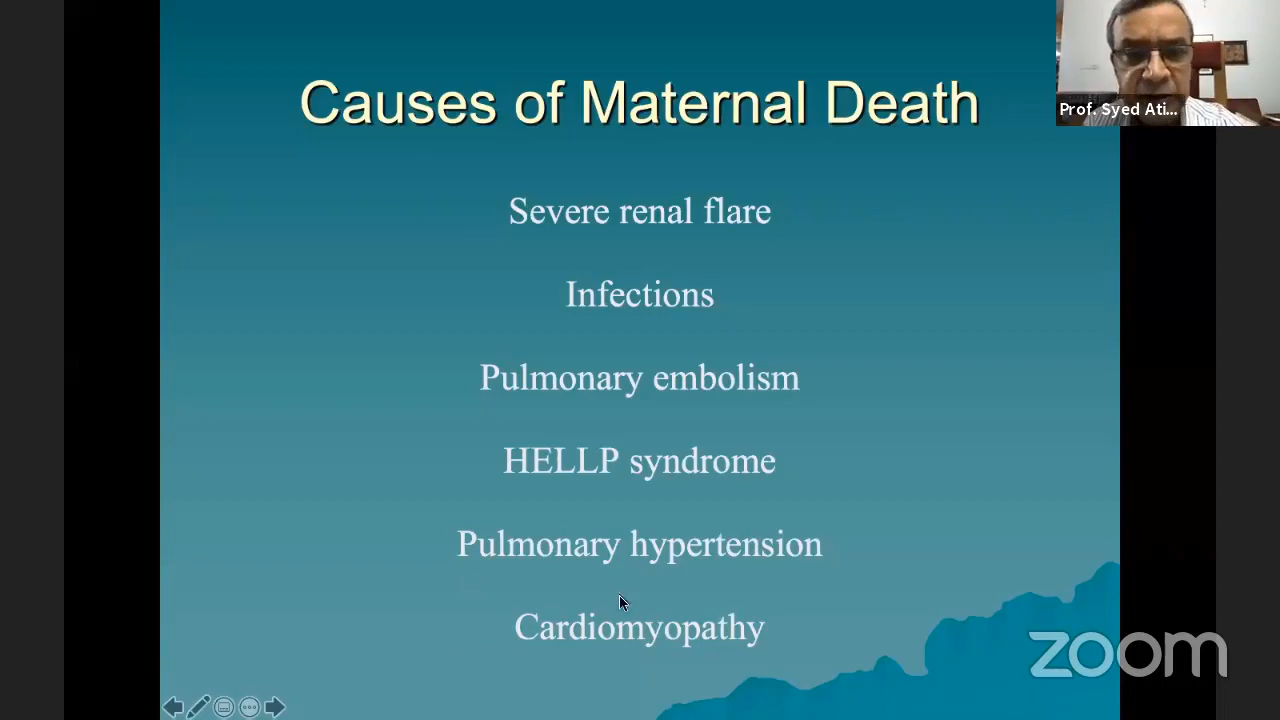 Causes of Maternal Death
Prof. Syed Ati...
Severe renal flare
Infections
Pulmonary embolism
HELLP syndrome
Pulmonary hypertension
Cardiomyopathy
zoom